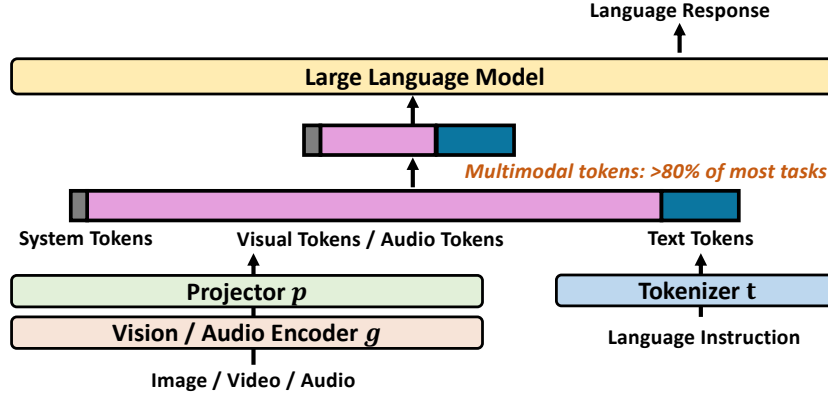 Language Response
Large Language Model
Multimodal tokens: >80% of most tasks
System Tokens
Visual Tokens / Audio Tokens
Text Tokens
Projector p
Tokenizer t
Vision / Audio Encoder g
Language Instruction
Image / Video / Audio